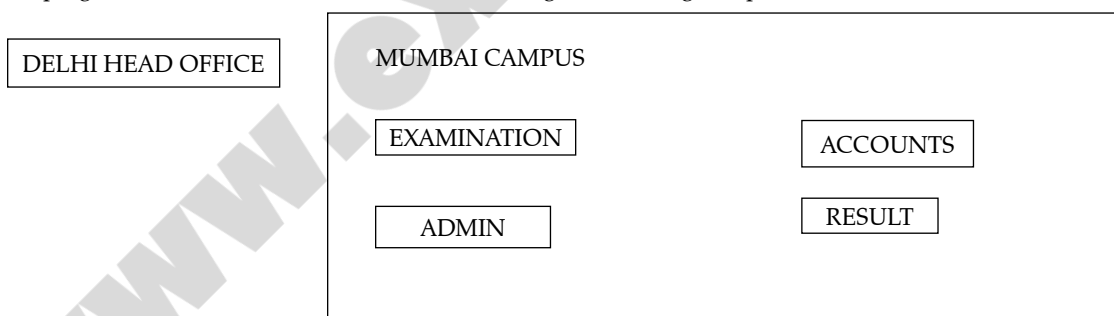 DELHI HEAD OFFICE
MUMBAI CAMPUS
EXAMINATION
ACCOUNTS
ADMIN
RESULT